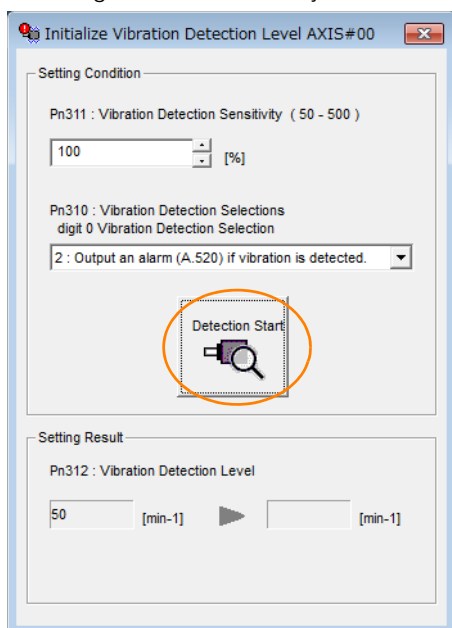 Initialize Vibration Detection Level AXIS#00
Setting Condition
Pn311 : Vibration Detection Sensitivity ( 50 - 500 )
100
[%]
Pn310 : Vibration Detection Selections
digit 0 Vibration Detection Selection
2 : Output an alarm (A.520) if vibration is detected.
Detection Start
Setting Result
Pn312 : Vibration Detection Level
50 [min-1] [min-1]